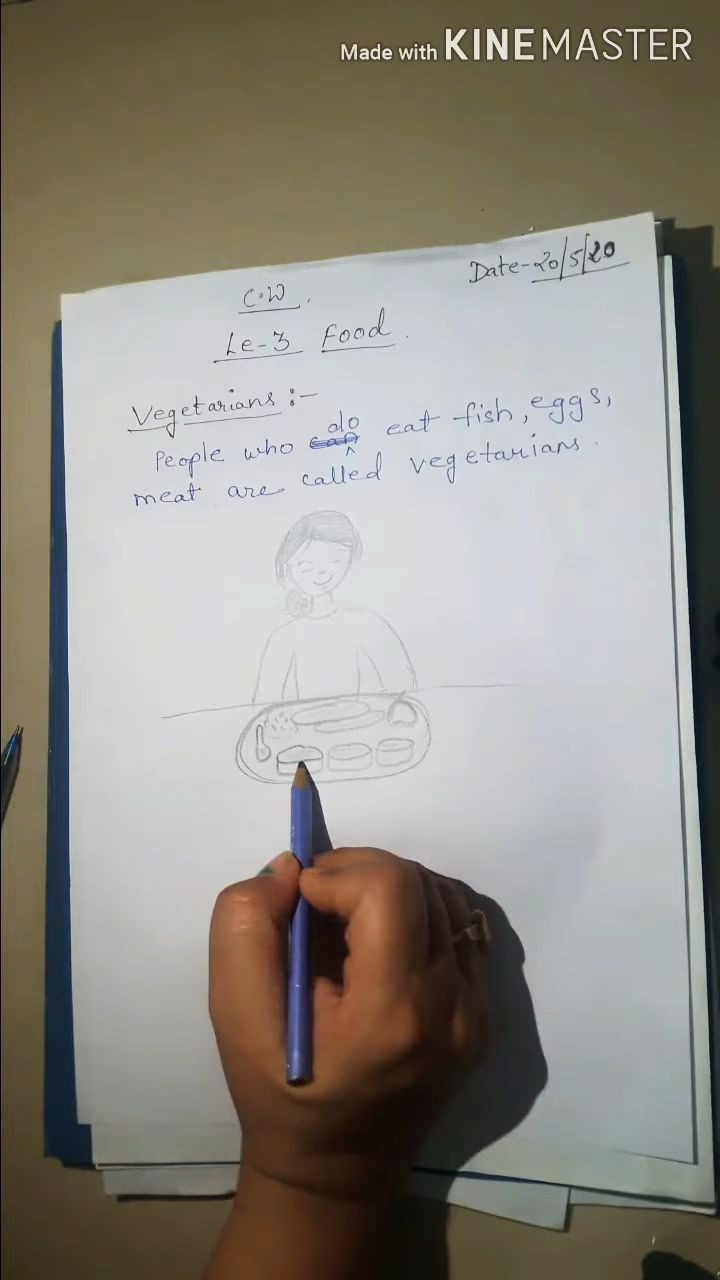 Made with KINEMASTER
Date-20/5/20
C.W.
Le-3 Food.
Vegetarians :-
do
People who can eat fish, eggs,
meat are called vegetarians.